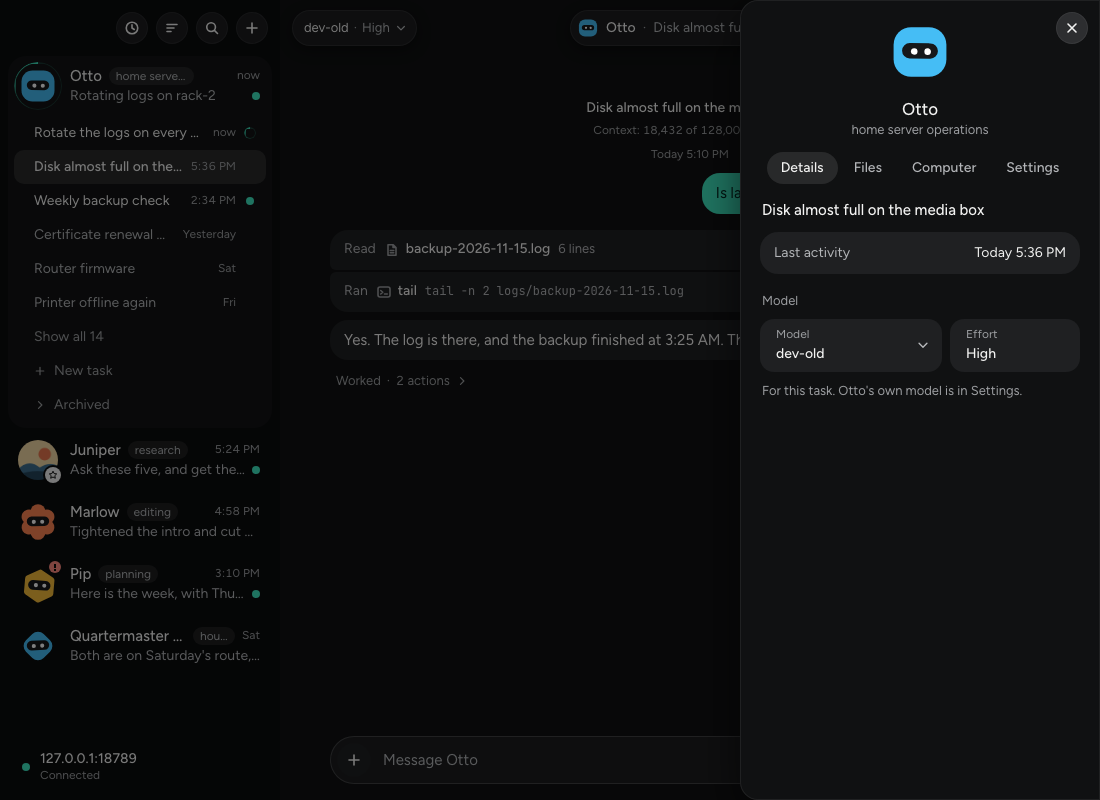 Otto home serve... now
Rotating logs on rack-2
Rotate the logs on every ... now
Disk almost full on the... 5:36 PM
Weekly backup check 2:34 PM
Certificate renewal ... Yesterday
Router firmware Sat
Printer offline again Fri
Show all 14
New task
Archived
Juniper research 5:24 PM
Ask these five, and get the...
Marlow editing 4:58 PM
Tightened the intro and cut ...
Pip planning 3:10 PM
Here is the week, with Thu...
Quartermaster ... hou... Sat
Both are on Saturday's route,...
127.0.0.1:18789
Connected
dev-old · High
Otto · Disk almost fu
Disk almost full on the m
Context: 18,432 of 128,00
Today 5:10 PM
Is la
Read backup-2026-11-15.log 6 lines
Ran tail tail -n 2 logs/backup-2026-11-15.log
Yes. The log is there, and the backup finished at 3:25 AM. Th
Worked · 2 actions
Message Otto
Otto
home server operations
Details Files Computer Settings
Disk almost full on the media box
Last activity Today 5:36 PM
Model
Model
dev-old
Effort
High
For this task. Otto's own model is in Settings.